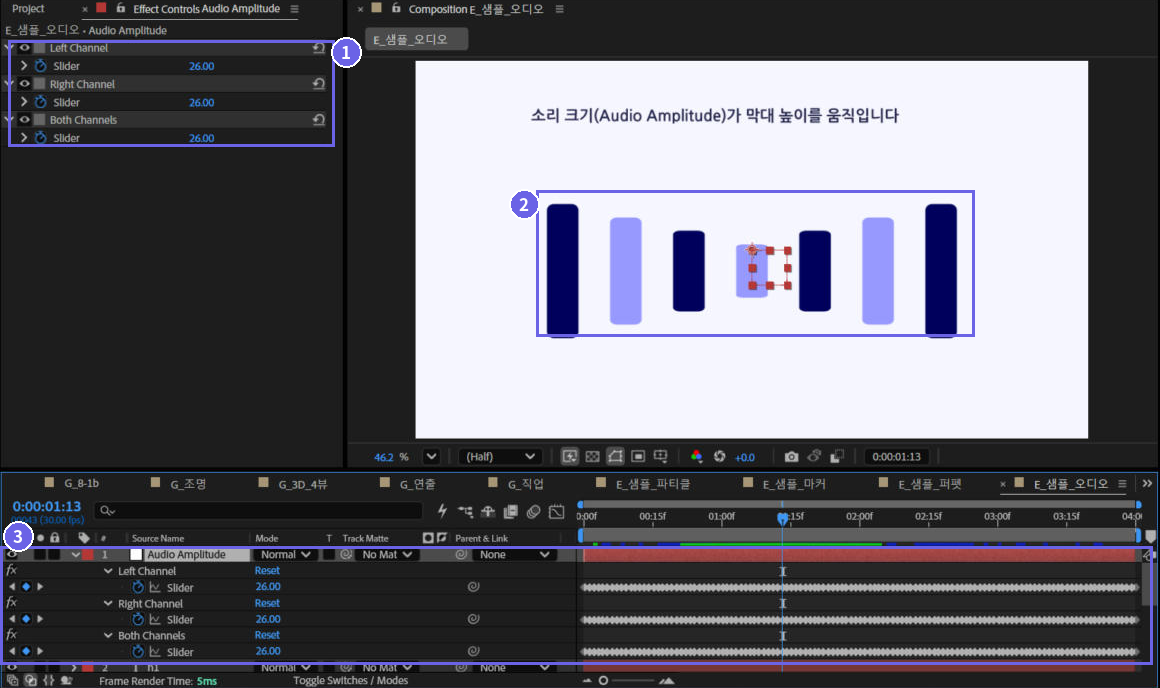 Project × Effect Controls Audio Amplitude ≡
E_샘플_오디오 • Audio Amplitude
Left Channel
Slider 26.00
Right Channel
Slider 26.00
Both Channels
Slider 26.00
1
× Composition E_샘플_오디오 ≡
E_샘플_오디오
소리 크기(Audio Amplitude)가 막대 높이를 움직입니다
2
46.2 % (Half) +0.0 0:00:01:13
G_8-1b G_조명 G_3D_4뷰 G_연출 G_직업 E_샘플_파티클 E_샘플_마커 E_샘플_퍼펫 × E_샘플_오디오 ≡
0:00:01:13
00043 (30.00 fps)
0:00f 00:15f 01:00f 01:15f 02:00f 02:15f 03:00f 03:15f 04:0
3
# Source Name Mode T Track Matte Parent & Link
1 Audio Amplitude Normal No Mat None
fx Left Channel Reset
Slider 26.00
fx Right Channel Reset
Slider 26.00
fx Both Channels Reset
Slider 26.00
2 T h1 Normal No Mat None
Frame Render Time: 5ms Toggle Switches / Modes